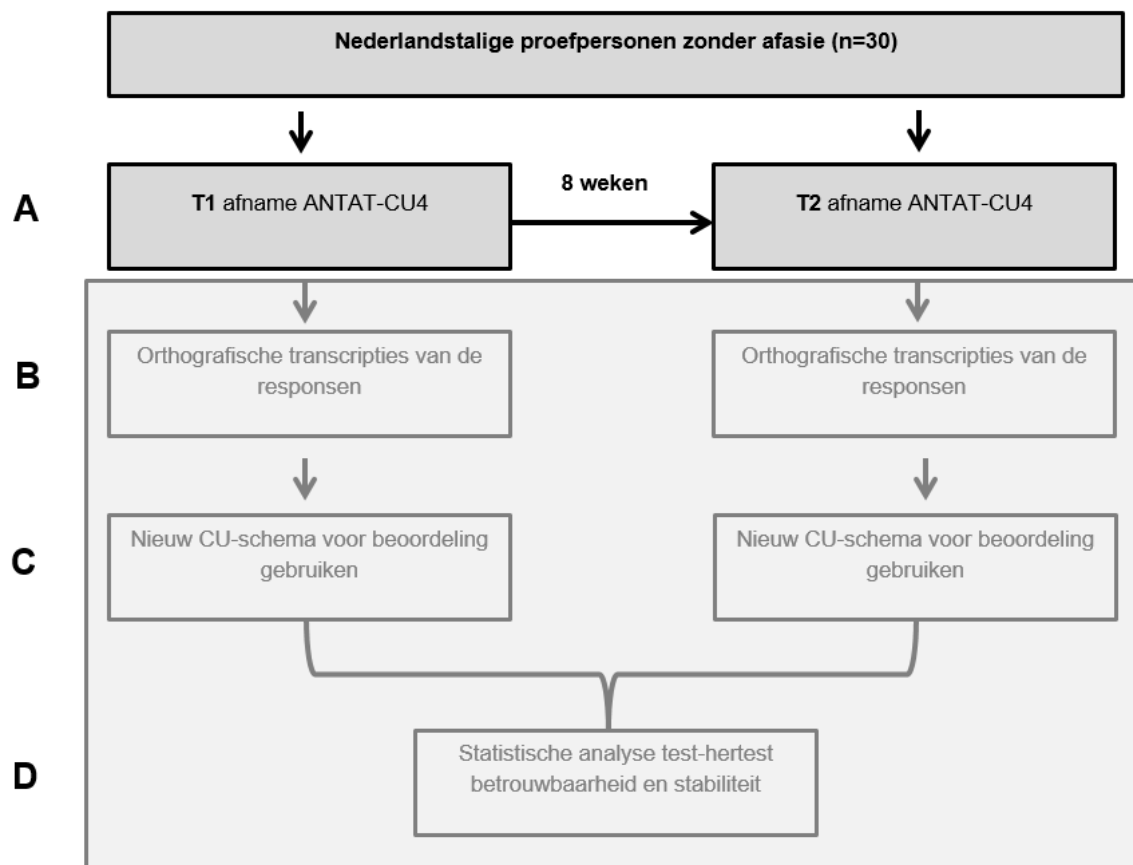 Nederlandstalige proefpersonen zonder afasie (n=30)
A
T1 afname ANTAT-CU4
8 weken
T2 afname ANTAT-CU4
B
Orthografische transcripties van de
responsen
Orthografische transcripties van de
responsen
C
Nieuw CU-schema voor beoordeling
gebruiken
Nieuw CU-schema voor beoordeling
gebruiken
D
Statistische analyse test-hertest
betrouwbaarheid en stabiliteit